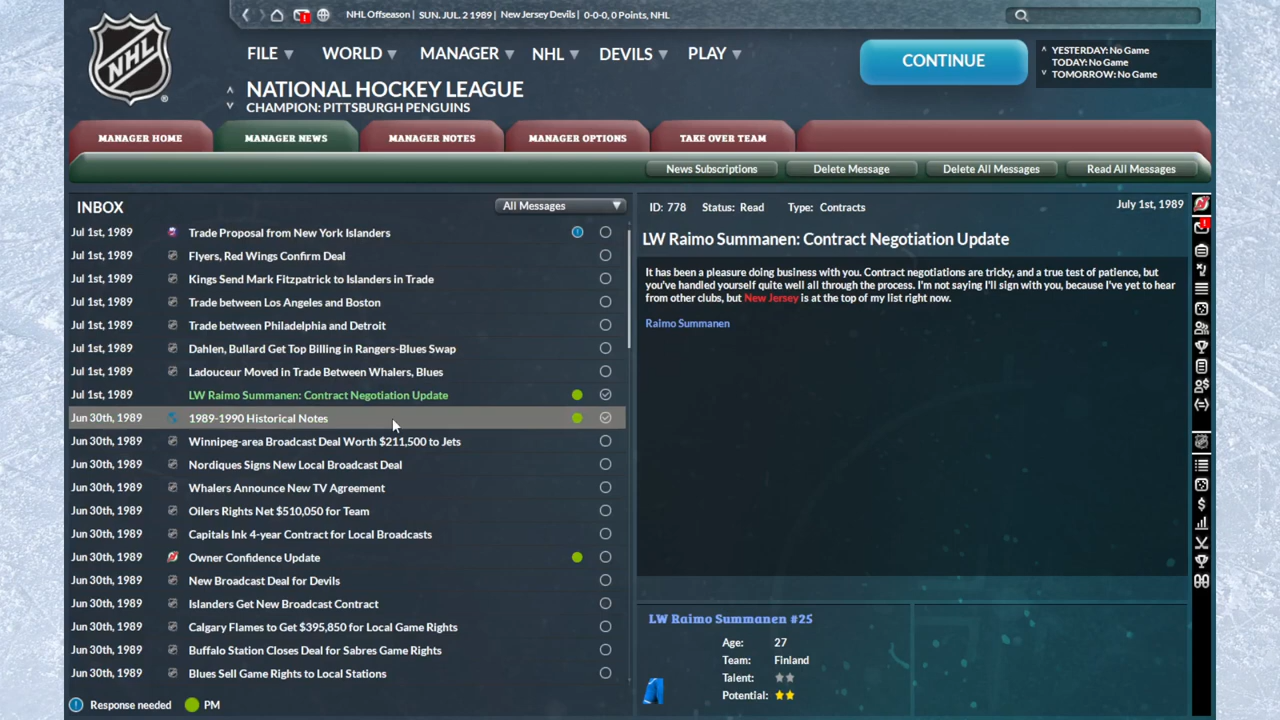 NHL Offseason | SUN. JUL. 2 1989 | New Jersey Devils | 0-0-0, 0 Points, NHL
NHL
FILE WORLD MANAGER NHL DEVILS PLAY
CONTINUE
YESTERDAY: No Game
TODAY: No Game
TOMORROW: No Game
NATIONAL HOCKEY LEAGUE
CHAMPION: PITTSBURGH PENGUINS
MANAGER HOME MANAGER NEWS MANAGER NOTES MANAGER OPTIONS TAKE OVER TEAM
News Subscriptions Delete Message Delete All Messages Read All Messages
INBOX All Messages
Jul 1st, 1989 Trade Proposal from New York Islanders
Jul 1st, 1989 Flyers, Red Wings Confirm Deal
Jul 1st, 1989 Kings Send Mark Fitzpatrick to Islanders in Trade
Jul 1st, 1989 Trade between Los Angeles and Boston
Jul 1st, 1989 Trade between Philadelphia and Detroit
Jul 1st, 1989 Dahlen, Bullard Get Top Billing in Rangers-Blues Swap
Jul 1st, 1989 Ladouceur Moved in Trade Between Whalers, Blues
Jul 1st, 1989 LW Raimo Summanen: Contract Negotiation Update
Jun 30th, 1989 1989-1990 Historical Notes
Jun 30th, 1989 Winnipeg-area Broadcast Deal Worth $211,500 to Jets
Jun 30th, 1989 Nordiques Signs New Local Broadcast Deal
Jun 30th, 1989 Whalers Announce New TV Agreement
Jun 30th, 1989 Oilers Rights Net $510,050 for Team
Jun 30th, 1989 Capitals Ink 4-year Contract for Local Broadcasts
Jun 30th, 1989 Owner Confidence Update
Jun 30th, 1989 New Broadcast Deal for Devils
Jun 30th, 1989 Islanders Get New Broadcast Contract
Jun 30th, 1989 Calgary Flames to Get $395,850 for Local Game Rights
Jun 30th, 1989 Buffalo Station Closes Deal for Sabres Game Rights
Jun 30th, 1989 Blues Sell Game Rights to Local Stations
Response needed PM
ID: 778 Status: Read Type: Contracts July 1st, 1989
LW Raimo Summanen: Contract Negotiation Update
It has been a pleasure doing business with you. Contract negotiations are tricky, and a true test of patience, but
you've handled yourself quite well all through the process. I'm not saying I'll sign with you, because I've yet to hear
from other clubs, but New Jersey is at the top of my list right now.
Raimo Summanen
LW Raimo Summanen #25
Age: 27
Team: Finland
Talent:
Potential: